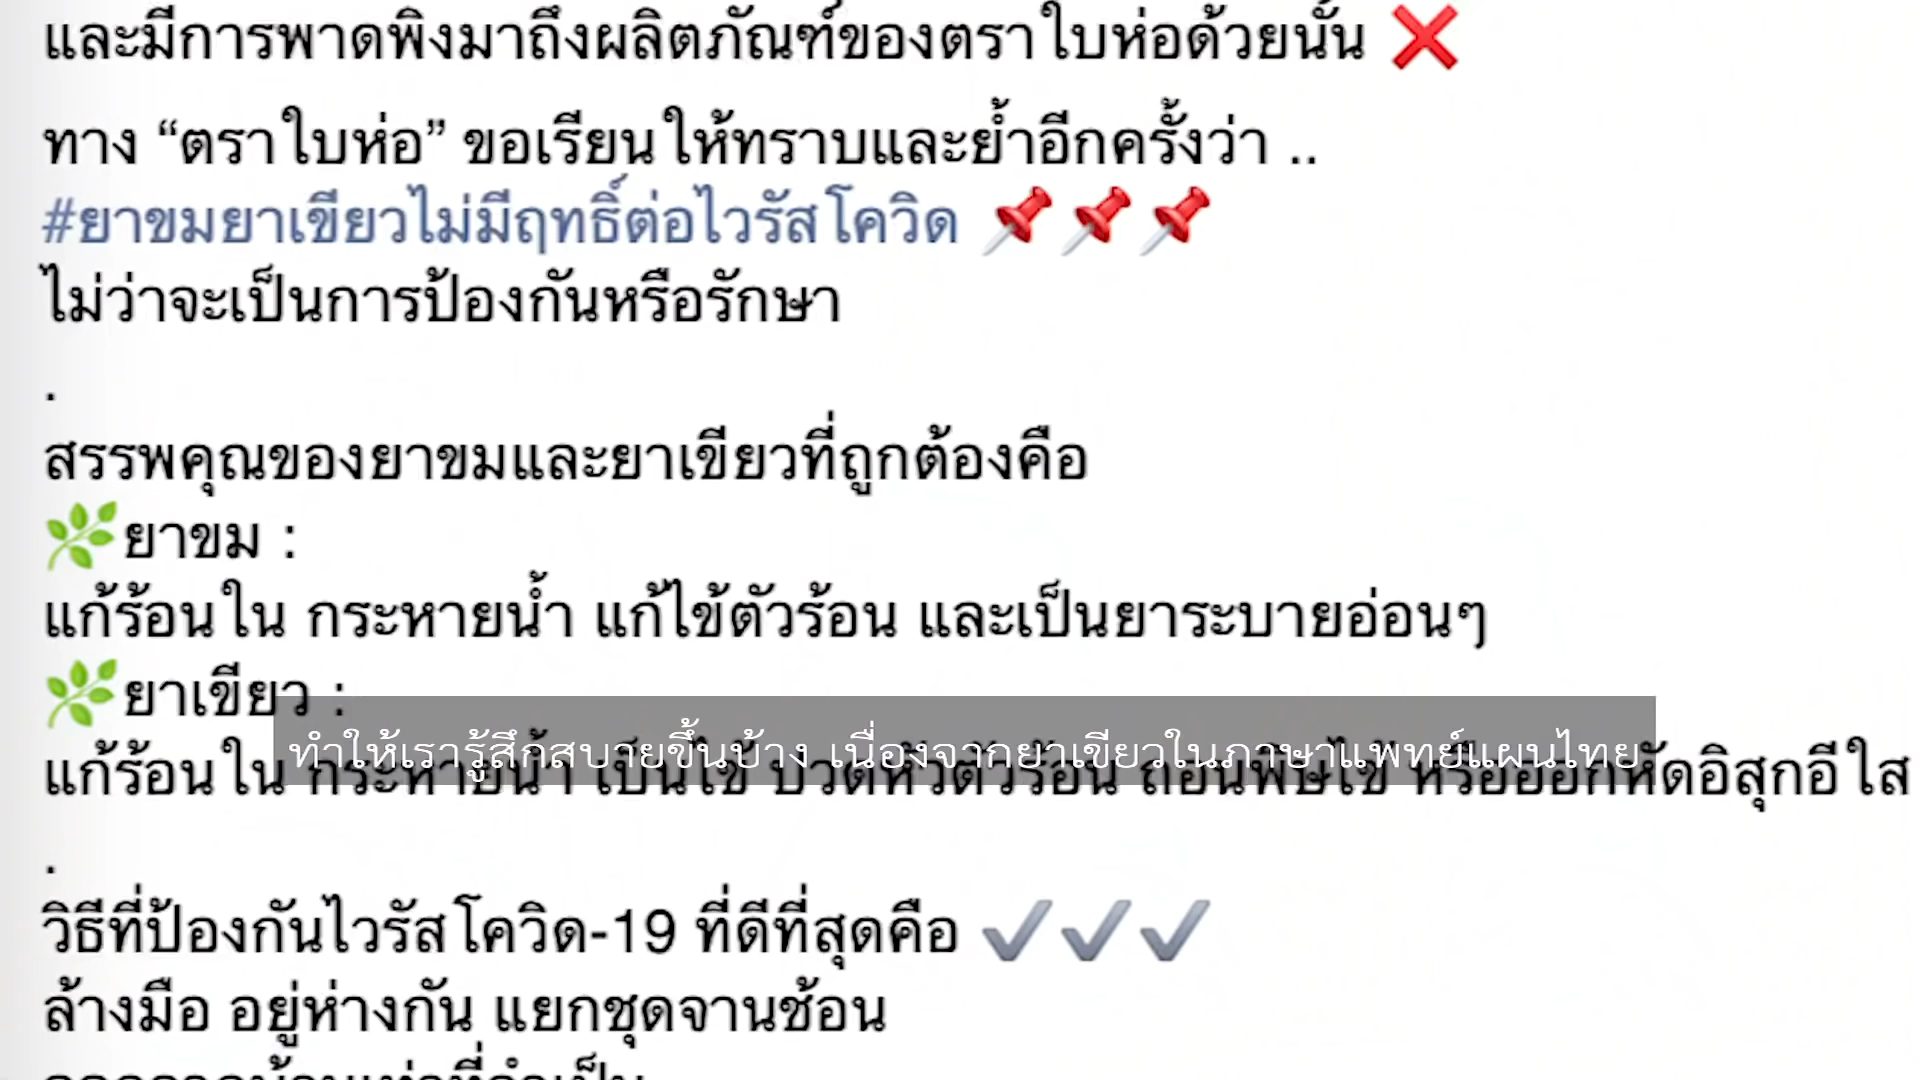 และมีการพาดพิงมาถึงผลิตภัณฑ์ของตราใบห่อด้วยนั้น ❌
ทาง “ตราใบห่อ” ขอเรียนให้ทราบและย้ำอีกครั้งว่า ..
#ยาขมยาเขียวไม่มีฤทธิ์ต่อไวรัสโควิด 📌📌📌
ไม่ว่าจะเป็นการป้องกันหรือรักษา
.
สรรพคุณของยาขมและยาเขียวที่ถูกต้องคือ
🌿ยาขม :
แก้ร้อนใน กระหายน้ำ แก้ไข้ตัวร้อน และเป็นยาระบายอ่อนๆ
🌿ยาเขียว :
ทำให้เรารู้สึกสบายขึ้นบ้าง เนื่องจากยาเขียวในภาษาแพทย์แผนไทย
แก้ร้อนใน กระหายน้ำ เป็นไข้ ปวดหัวตัวร้อน ถอนพิษไข้ หรือออกหัดอิสุกอีใส
.
วิธีที่ป้องกันไวรัสโควิด-19 ที่ดีที่สุดคือ ✔✔✔
ล้างมือ อยู่ห่างกัน แยกชุดจานช้อน